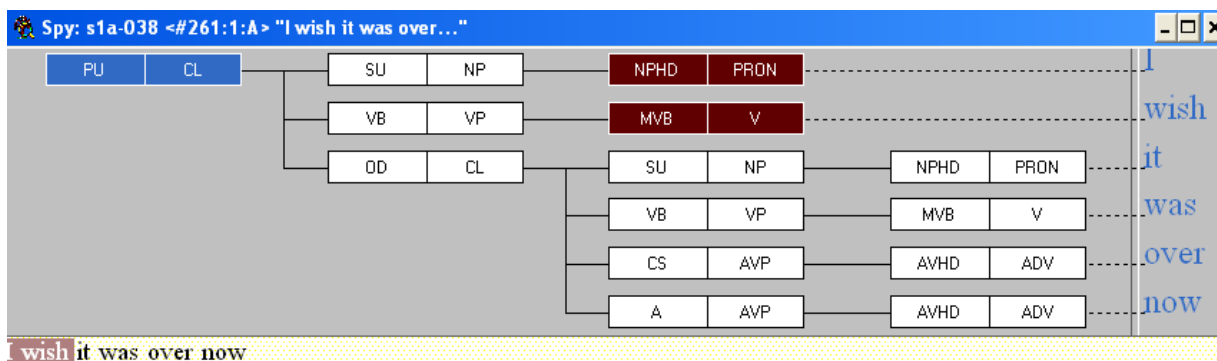 Spy: s1a-038 <#261:1:A> "I wish it was over..."
PU CL SU NP NPHD PRON I
VB VP MVB V wish
OD CL SU NP NPHD PRON it
VB VP MVB V was
CS AVP AVHD ADV over
A AVP AVHD ADV now
I wish it was over now